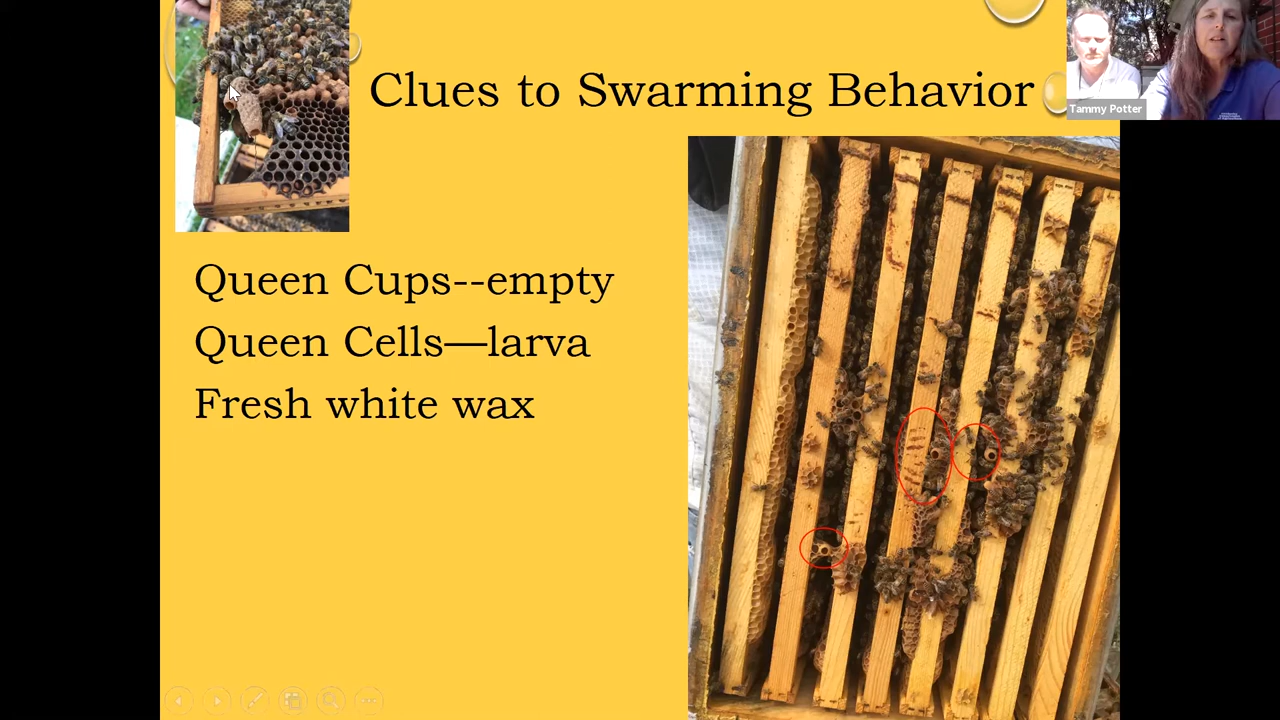 Clues to Swarming Behavior
Tammy Potter
Queen Cups--empty
Queen Cells—larva
Fresh white wax